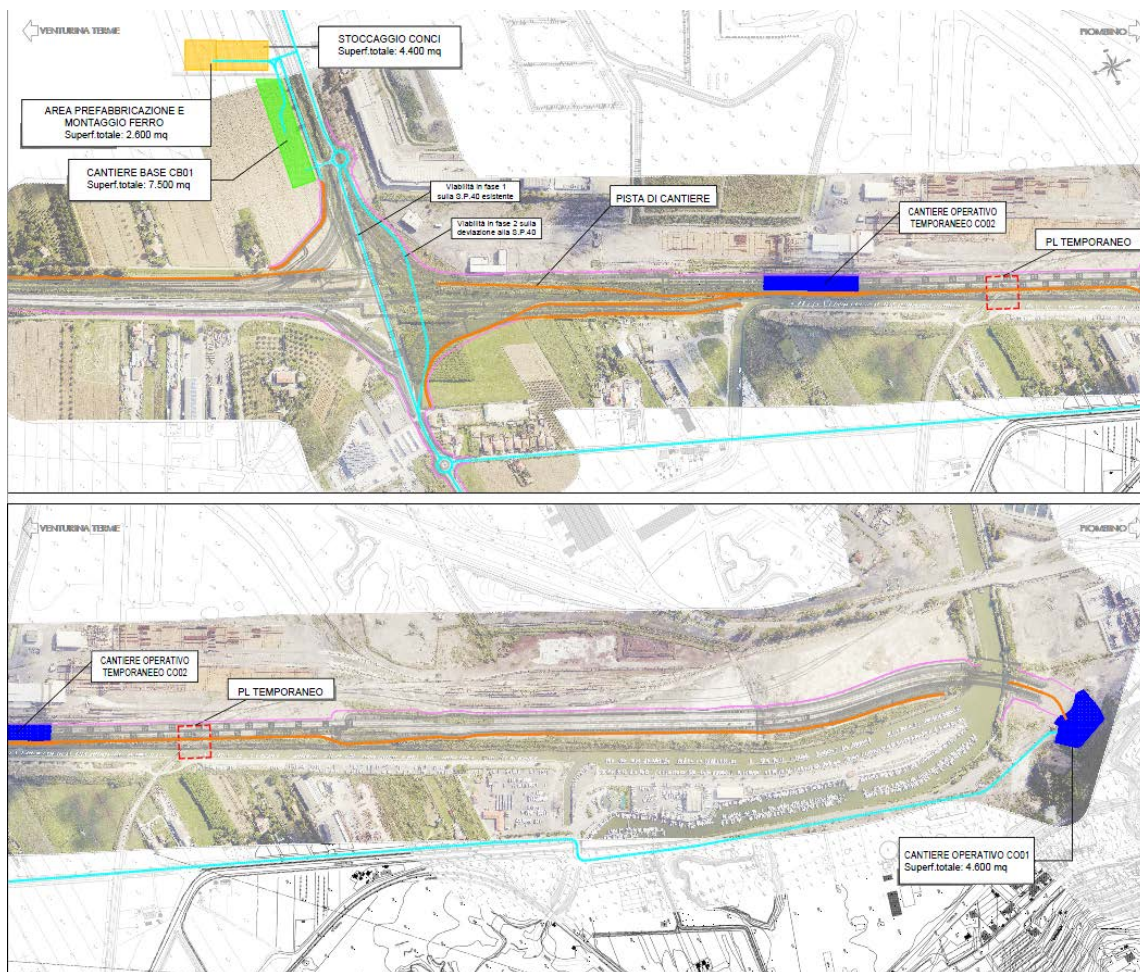 VENTURINA TERME
PIOMBINO
STOCCAGGIO CONCI
Superf.totale: 4.400 mq
AREA PREFABBRICAZIONE E
MONTAGGIO FERRO
Superf.totale: 2.600 mq
CANTIERE BASE CB01
Superf.totale: 7.500 mq
Viabilità in fase 1
sulla S.P.40 esistente
Viabilità in fase 2 sulla
deviazione alla S.P.40
PISTA DI CANTIERE
CANTIERE OPERATIVO
TEMPORANEEO CO02
PL TEMPORANEO
VENTURINA TERME
PIOMBINO
CANTIERE OPERATIVO
TEMPORANEEO CO02
PL TEMPORANEO
CANTIERE OPERATIVO CO01
Superf.totale: 4.600 mq